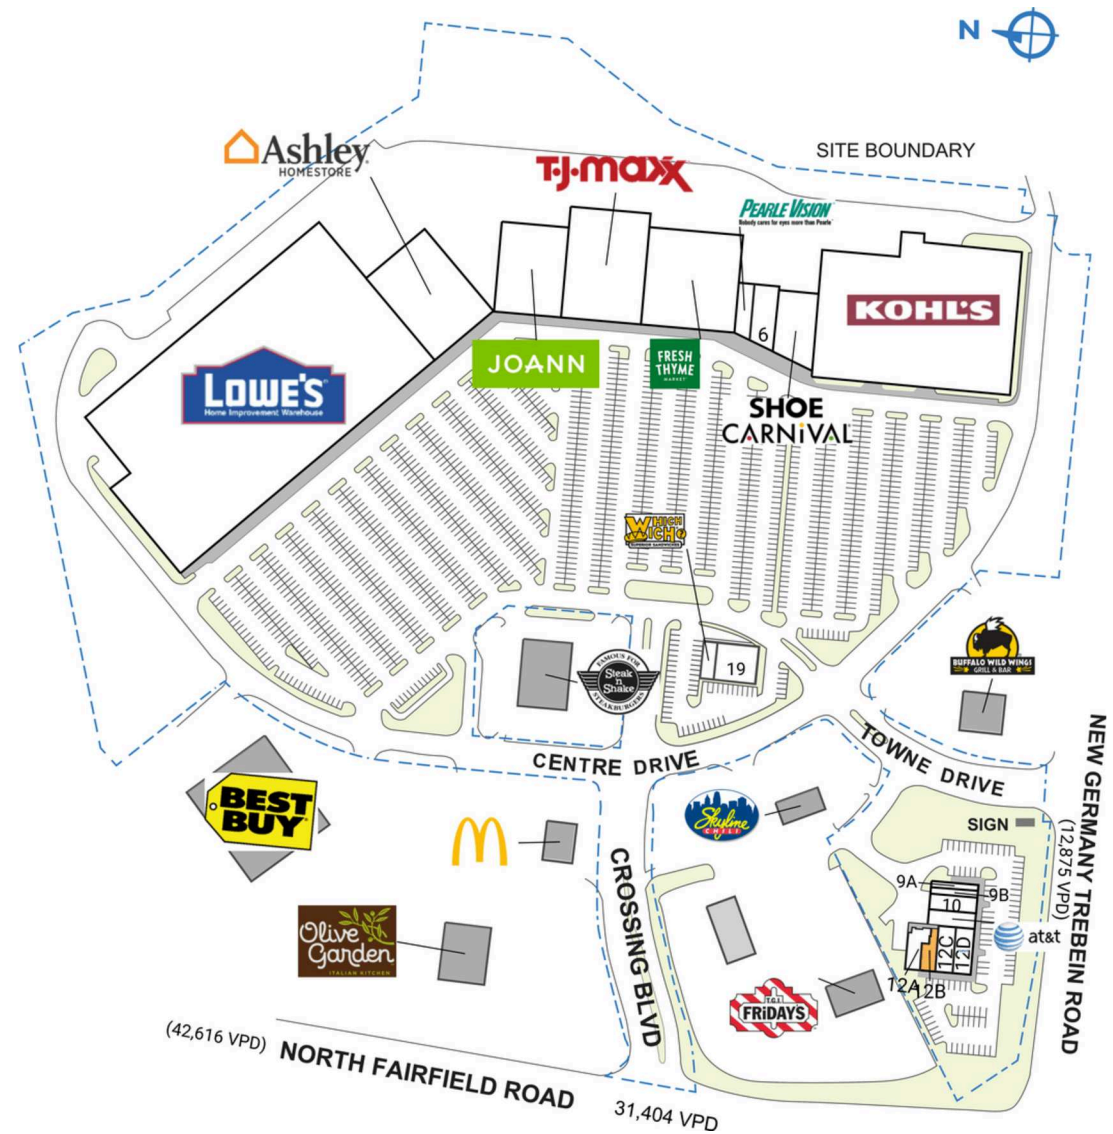 N
SITE BOUNDARY
Ashley
HOMESTORE
T·J·maxx
PEARLE VISION
Nobody cares for eyes more than Pearle
KOHL'S
6
LOWE'S
Home Improvement Warehouse
JOANN
FRESH
THYME
MARKET
SHOE
CARNiVAL
WHICH
WICH
SUPERIOR SANDWICHES
19
FAMOUS FOR
Steak
'n
Shake
STEAKBURGERS
BUFFALO WILD WINGS
GRILL & BAR
CENTRE DRIVE
TOWNE DRIVE
NEW GERMANY TREBEIN ROAD
(12,875 VPD)
BEST
BUY
Skyline
CHILI
SIGN
CROSSING BLVD
9A
9B
10
at&t
12C
12D
12A
12B
Olive
Garden
ITALIAN KITCHEN
T.G.I.
FRiDAY'S
(42,616 VPD)
NORTH FAIRFIELD ROAD
31,404 VPD